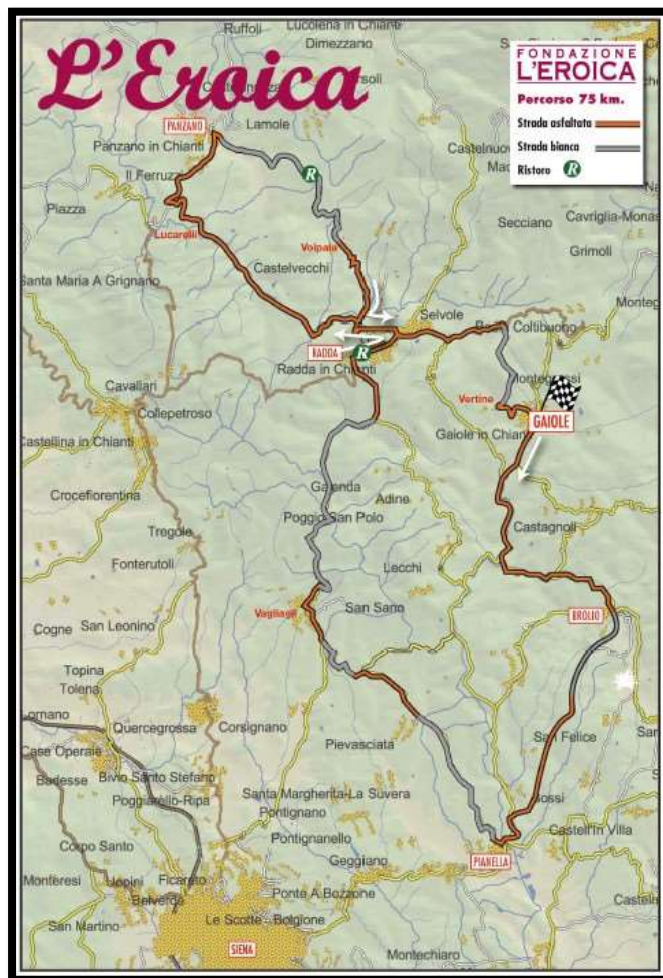 L'Eroica
FONDAZIONE
L'EROICA
Percorso 75 km.
Strada asfaltata
Strada bianca
Ristoro R
Ruffoli
Lucolena in Chianti
Dimezzano
Lamole
PANZANO
Panzano in Chianti
Il Ferruzzi
R
Piazza
Secciano
Cavriglia-Monas
Grimoli
Lucarelli
Volpaia
Castelvecchi
Santa Maria A Grignano
Selvole
Coltibuono
RADDA
R
Radda in Chianti
Cavallari
Collepetroso
Vertine
GAIOLE
Gaiole in Chian
Castellina in Chianti
Crocefiorentina
Adine
Poggio San Polo
Castagnoli
Tregole
Fonterutoli
Lecchi
San Sano
BROLIO
Cogne
San Leonino
Topina
Tolena
Quercegrossa
Corsignano
San Felice
Case Operaie
Pievasciata
Badesse
Bivio Santo Stefano
Poggiarello-Ripa
Santa Margherita-La Suvera
Pontignano
Castell'in Villa
Corpo Santo
Pontignanello
PIANELLA
Geggiano
Monteresi
Uopini
Ficareto
Belverde
Ponte A Bozzone
San Martino
Le Scotte - Bolgione
SIENA
Montechiaro